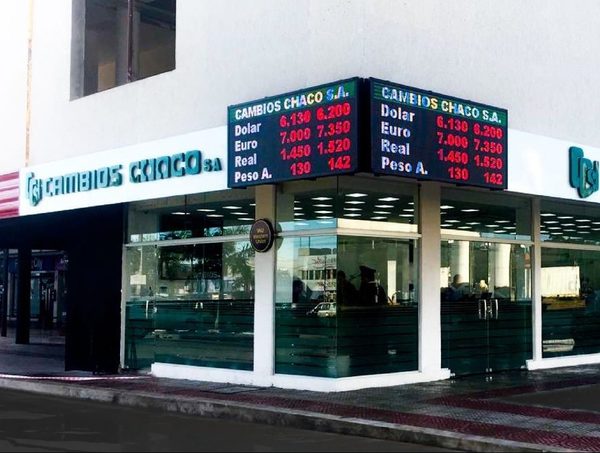 CAMBIOS CHACO SA
CAMBIOS CHACO S.A.
Dolar 6.130 6.200
Euro 7.000 7.350
Real 1.450 1.520
Peso A. 130 142
CAMBIOS CHACO S.A.
Dolar 6.130 6.200
Euro 7.000 7.350
Real 1.450 1.520
Peso A. 130 142